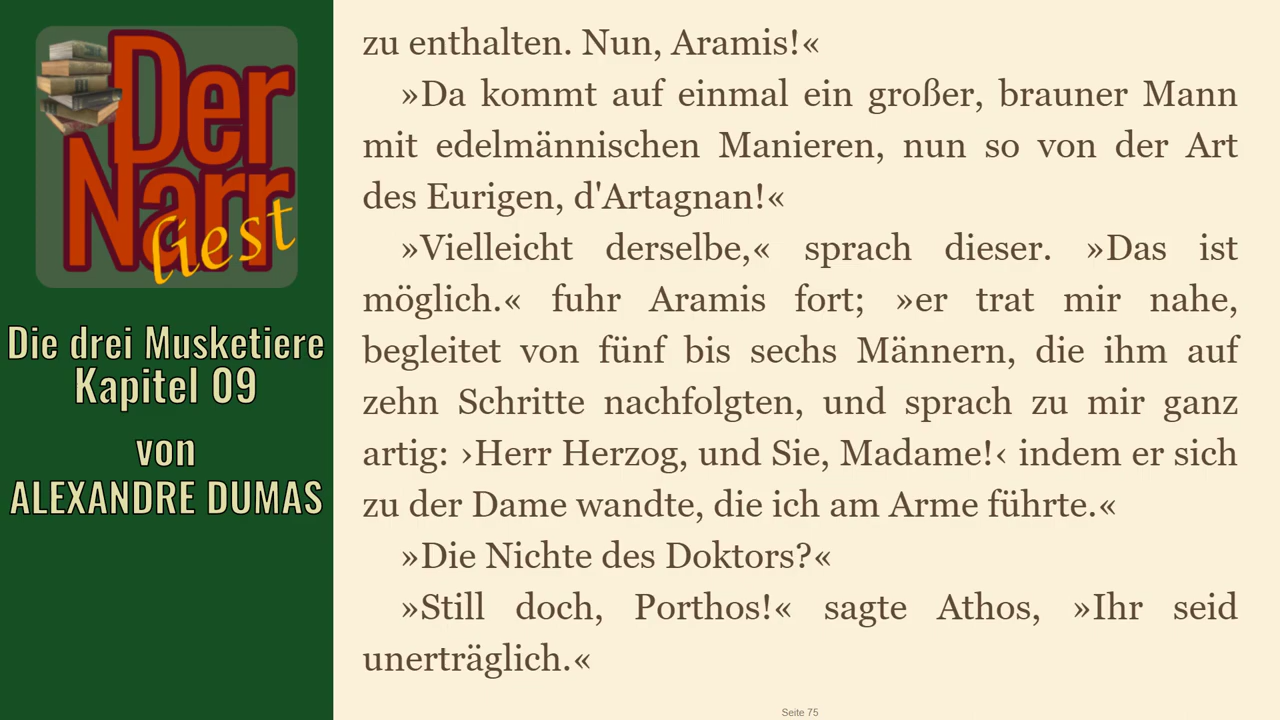 Der
Narr
liest
Die drei Musketiere
Kapitel 09
von
ALEXANDRE DUMAS
zu enthalten. Nun, Aramis!«
»Da kommt auf einmal ein großer, brauner Mann
mit edelmännischen Manieren, nun so von der Art
des Eurigen, d'Artagnan!«
»Vielleicht derselbe,« sprach dieser. »Das ist
möglich.« fuhr Aramis fort; »er trat mir nahe,
begleitet von fünf bis sechs Männern, die ihm auf
zehn Schritte nachfolgten, und sprach zu mir ganz
artig: ›Herr Herzog, und Sie, Madame!‹ indem er sich
zu der Dame wandte, die ich am Arme führte.«
»Die Nichte des Doktors?«
»Still doch, Porthos!« sagte Athos, »Ihr seid
unerträglich.«
Seite 75